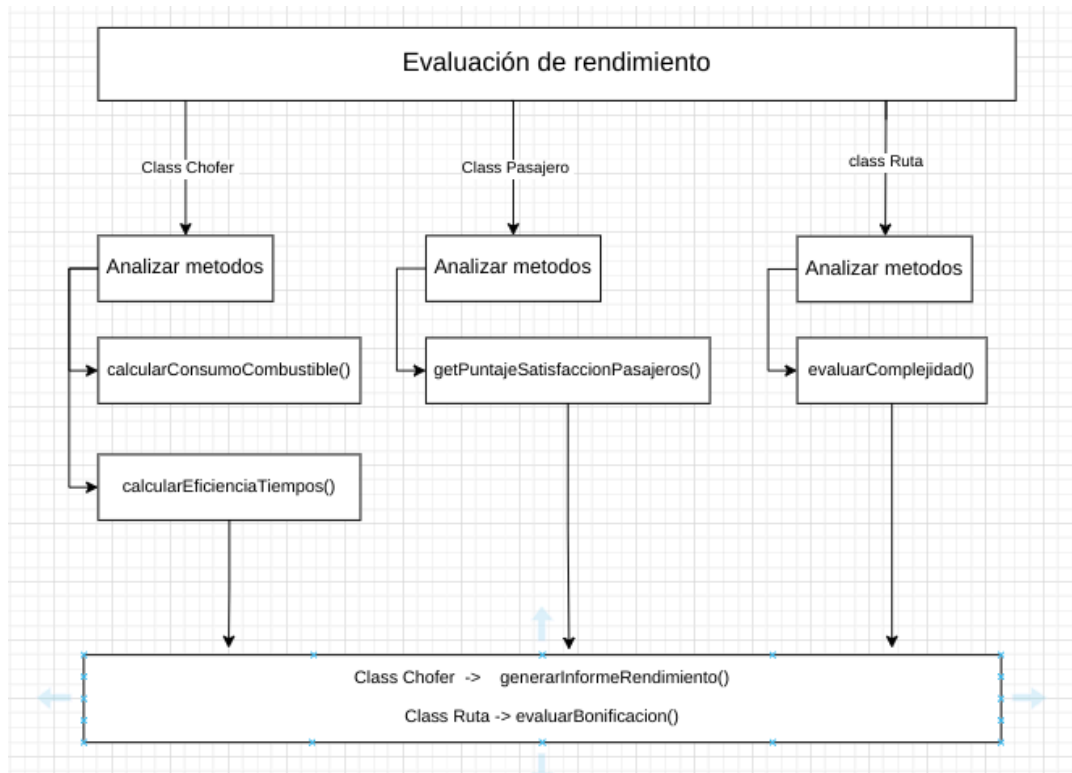 Evaluación de rendimiento
Class Chofer
Class Pasajero
class Ruta
Analizar metodos
Analizar metodos
Analizar metodos
calcularConsumoCombustible()
getPuntajeSatisfaccionPasajeros()
evaluarComplejidad()
calcularEficienciaTiempos()
Class Chofer -> generarInformeRendimiento()
Class Ruta -> evaluarBonificacion()